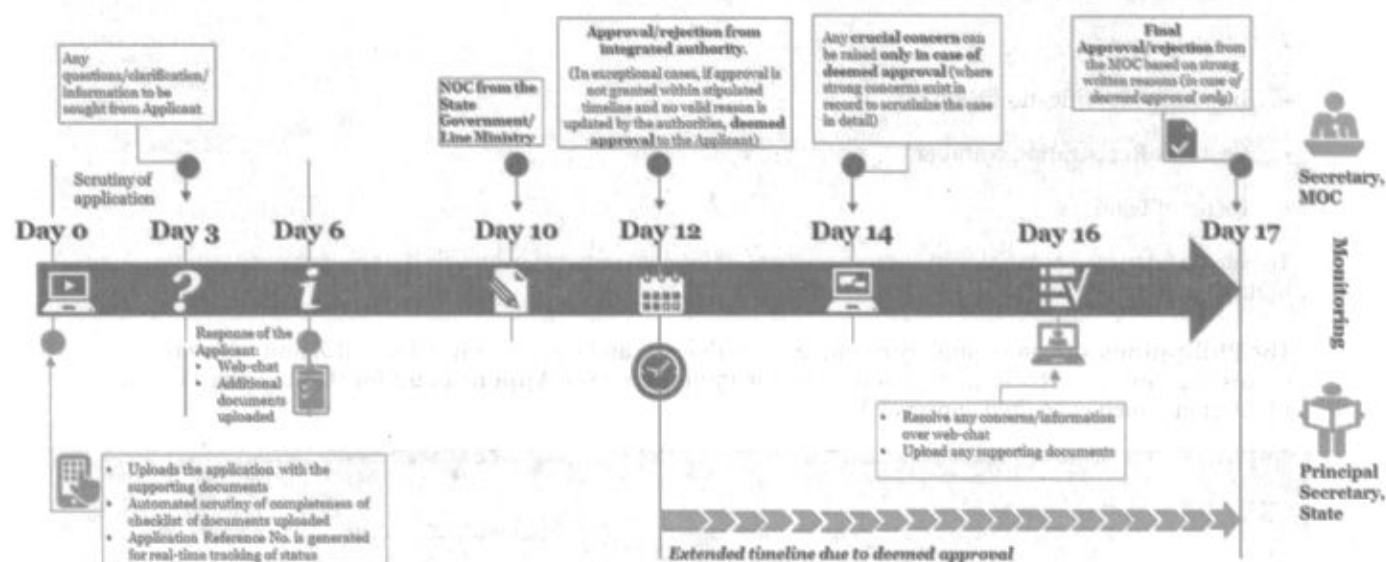 Any
questions/clarification/
information to be
sought from Applicant
NOC from the
State
Government/
Line Ministry
Approval/rejection from
integrated authority.
(In exceptional cases, if approval is
not granted within stipulated
timeline and no valid reason is
updated by the authorities, deemed
approval to the Applicant)
Any crucial concern can
be raised only in case of
deemed approval (where
strong concerns exist in
record to scrutinize the case
in detail)
Final
Approval/rejection from
the MOC based on strong
written reasons (in case of
deemed approval only)
Secretary,
MOC
Scrutiny of
application
Day 0 Day 3 Day 6 Day 10 Day 12 Day 14 Day 16 Day 17
? i
Monitoring
Response of the
Applicant:
• Web-chat
• Additional
documents
uploaded
• Resolve any concerns/information
over web-chat
• Upload any supporting documents
Principal
Secretary,
State
• Uploads the application with the
supporting documents
• Automated scrutiny of completeness of
checklist of documents uploaded
• Application Reference No. is generated
for real-time tracking of status
Extended timeline due to deemed approval